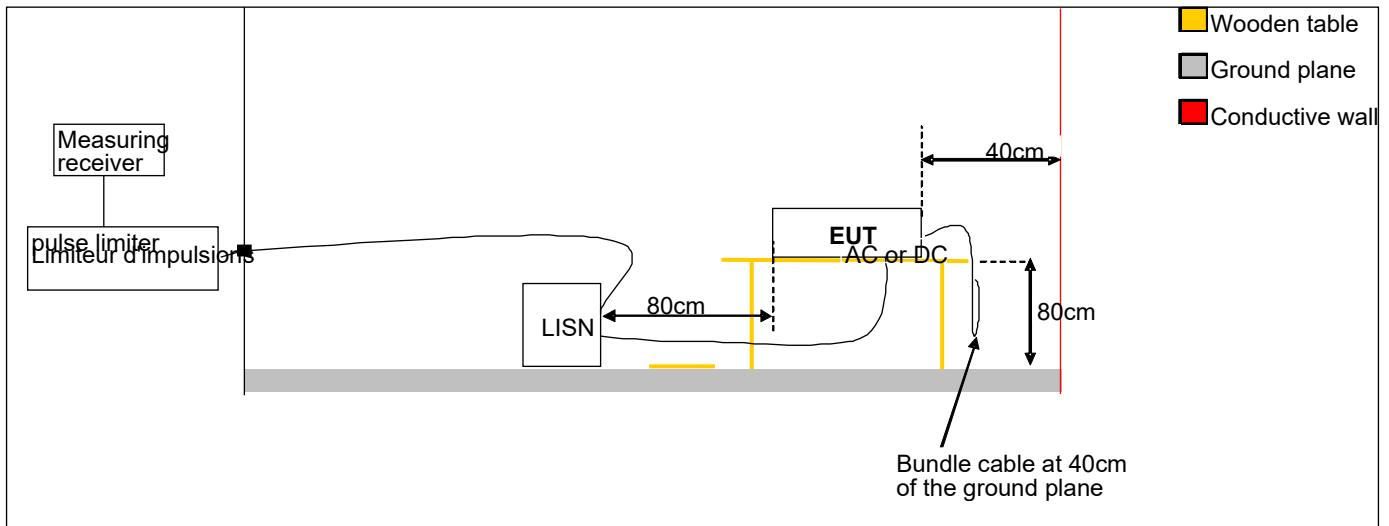 Wooden table
Ground plane
Conductive wall
Measuring
receiver
40cm
pulse limiter
Limiteur d'impulsions
EUT
AC or DC
80cm
LISN
80cm
Bundle cable at 40cm
of the ground plane